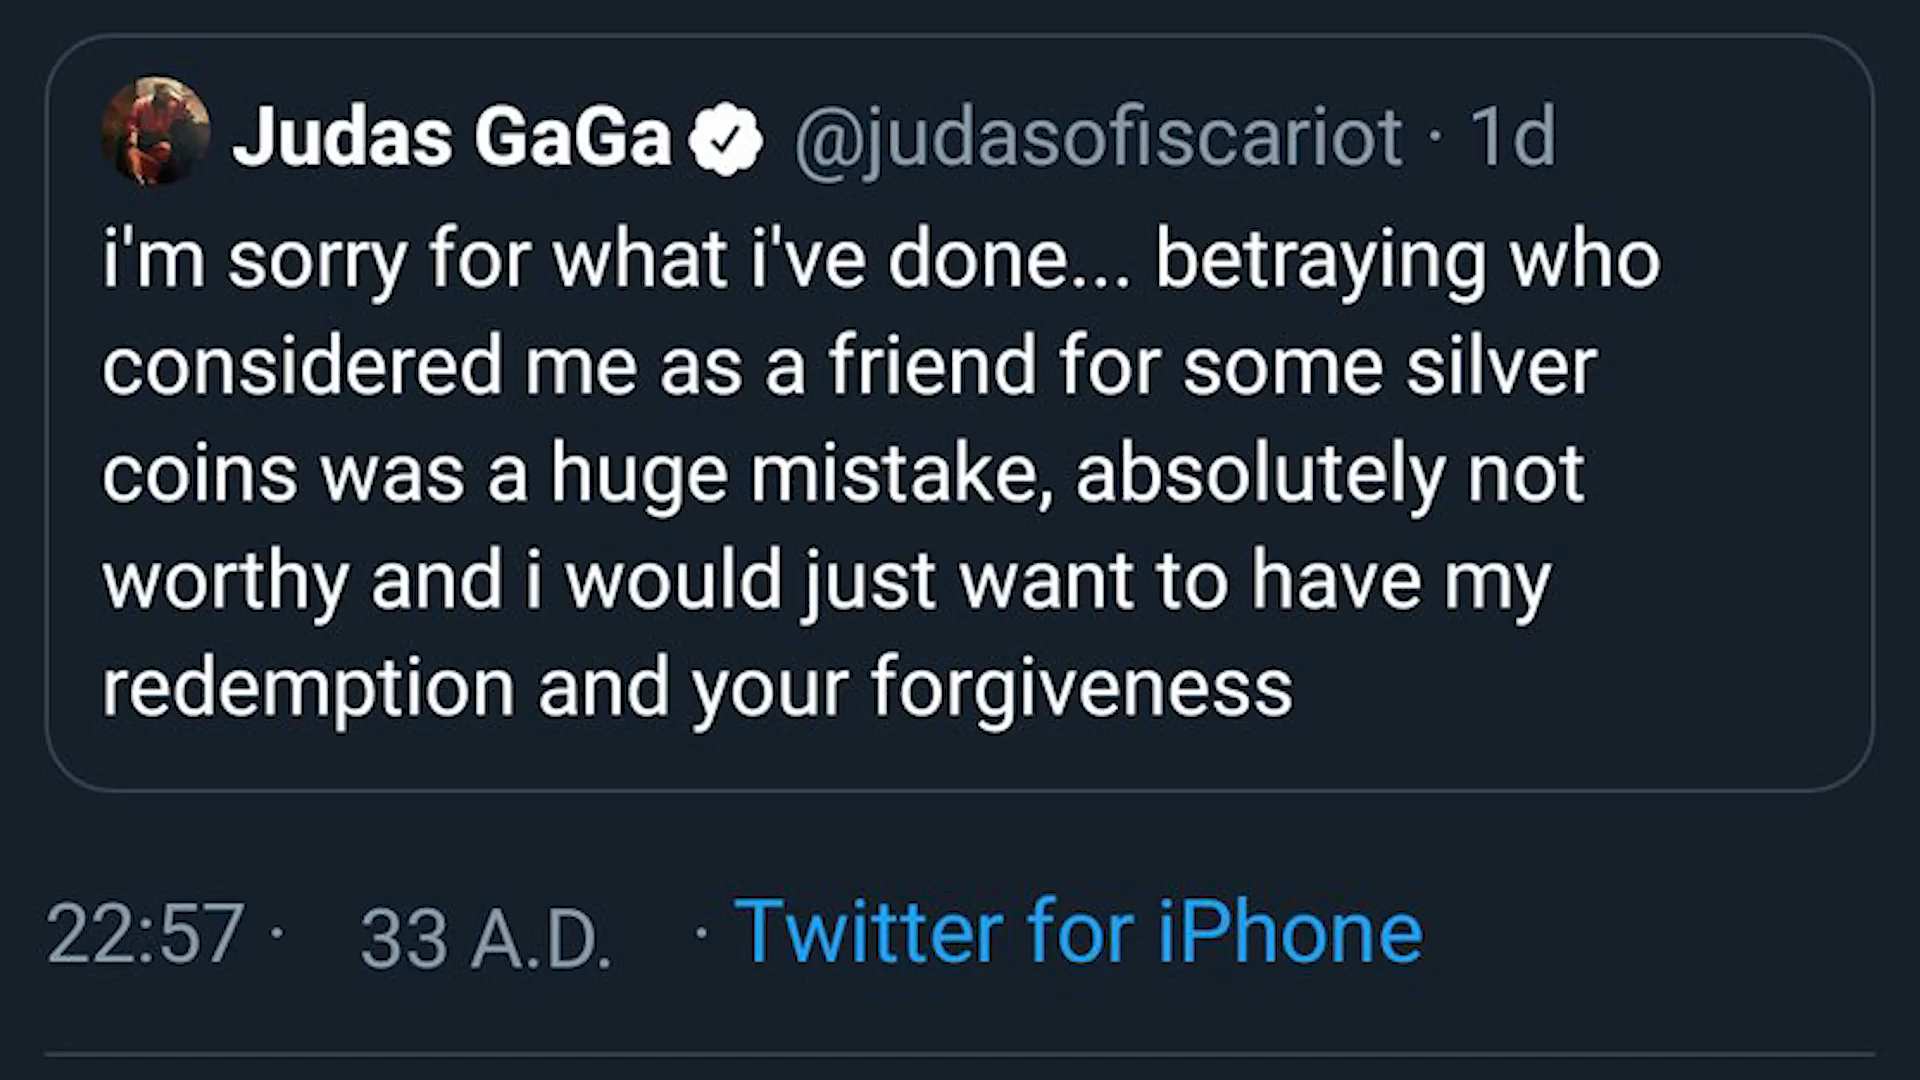 Judas GaGa @judasofiscariot · 1d
i'm sorry for what i've done... betraying who
considered me as a friend for some silver
coins was a huge mistake, absolutely not
worthy and i would just want to have my
redemption and your forgiveness
22:57 · 33 A.D. · Twitter for iPhone